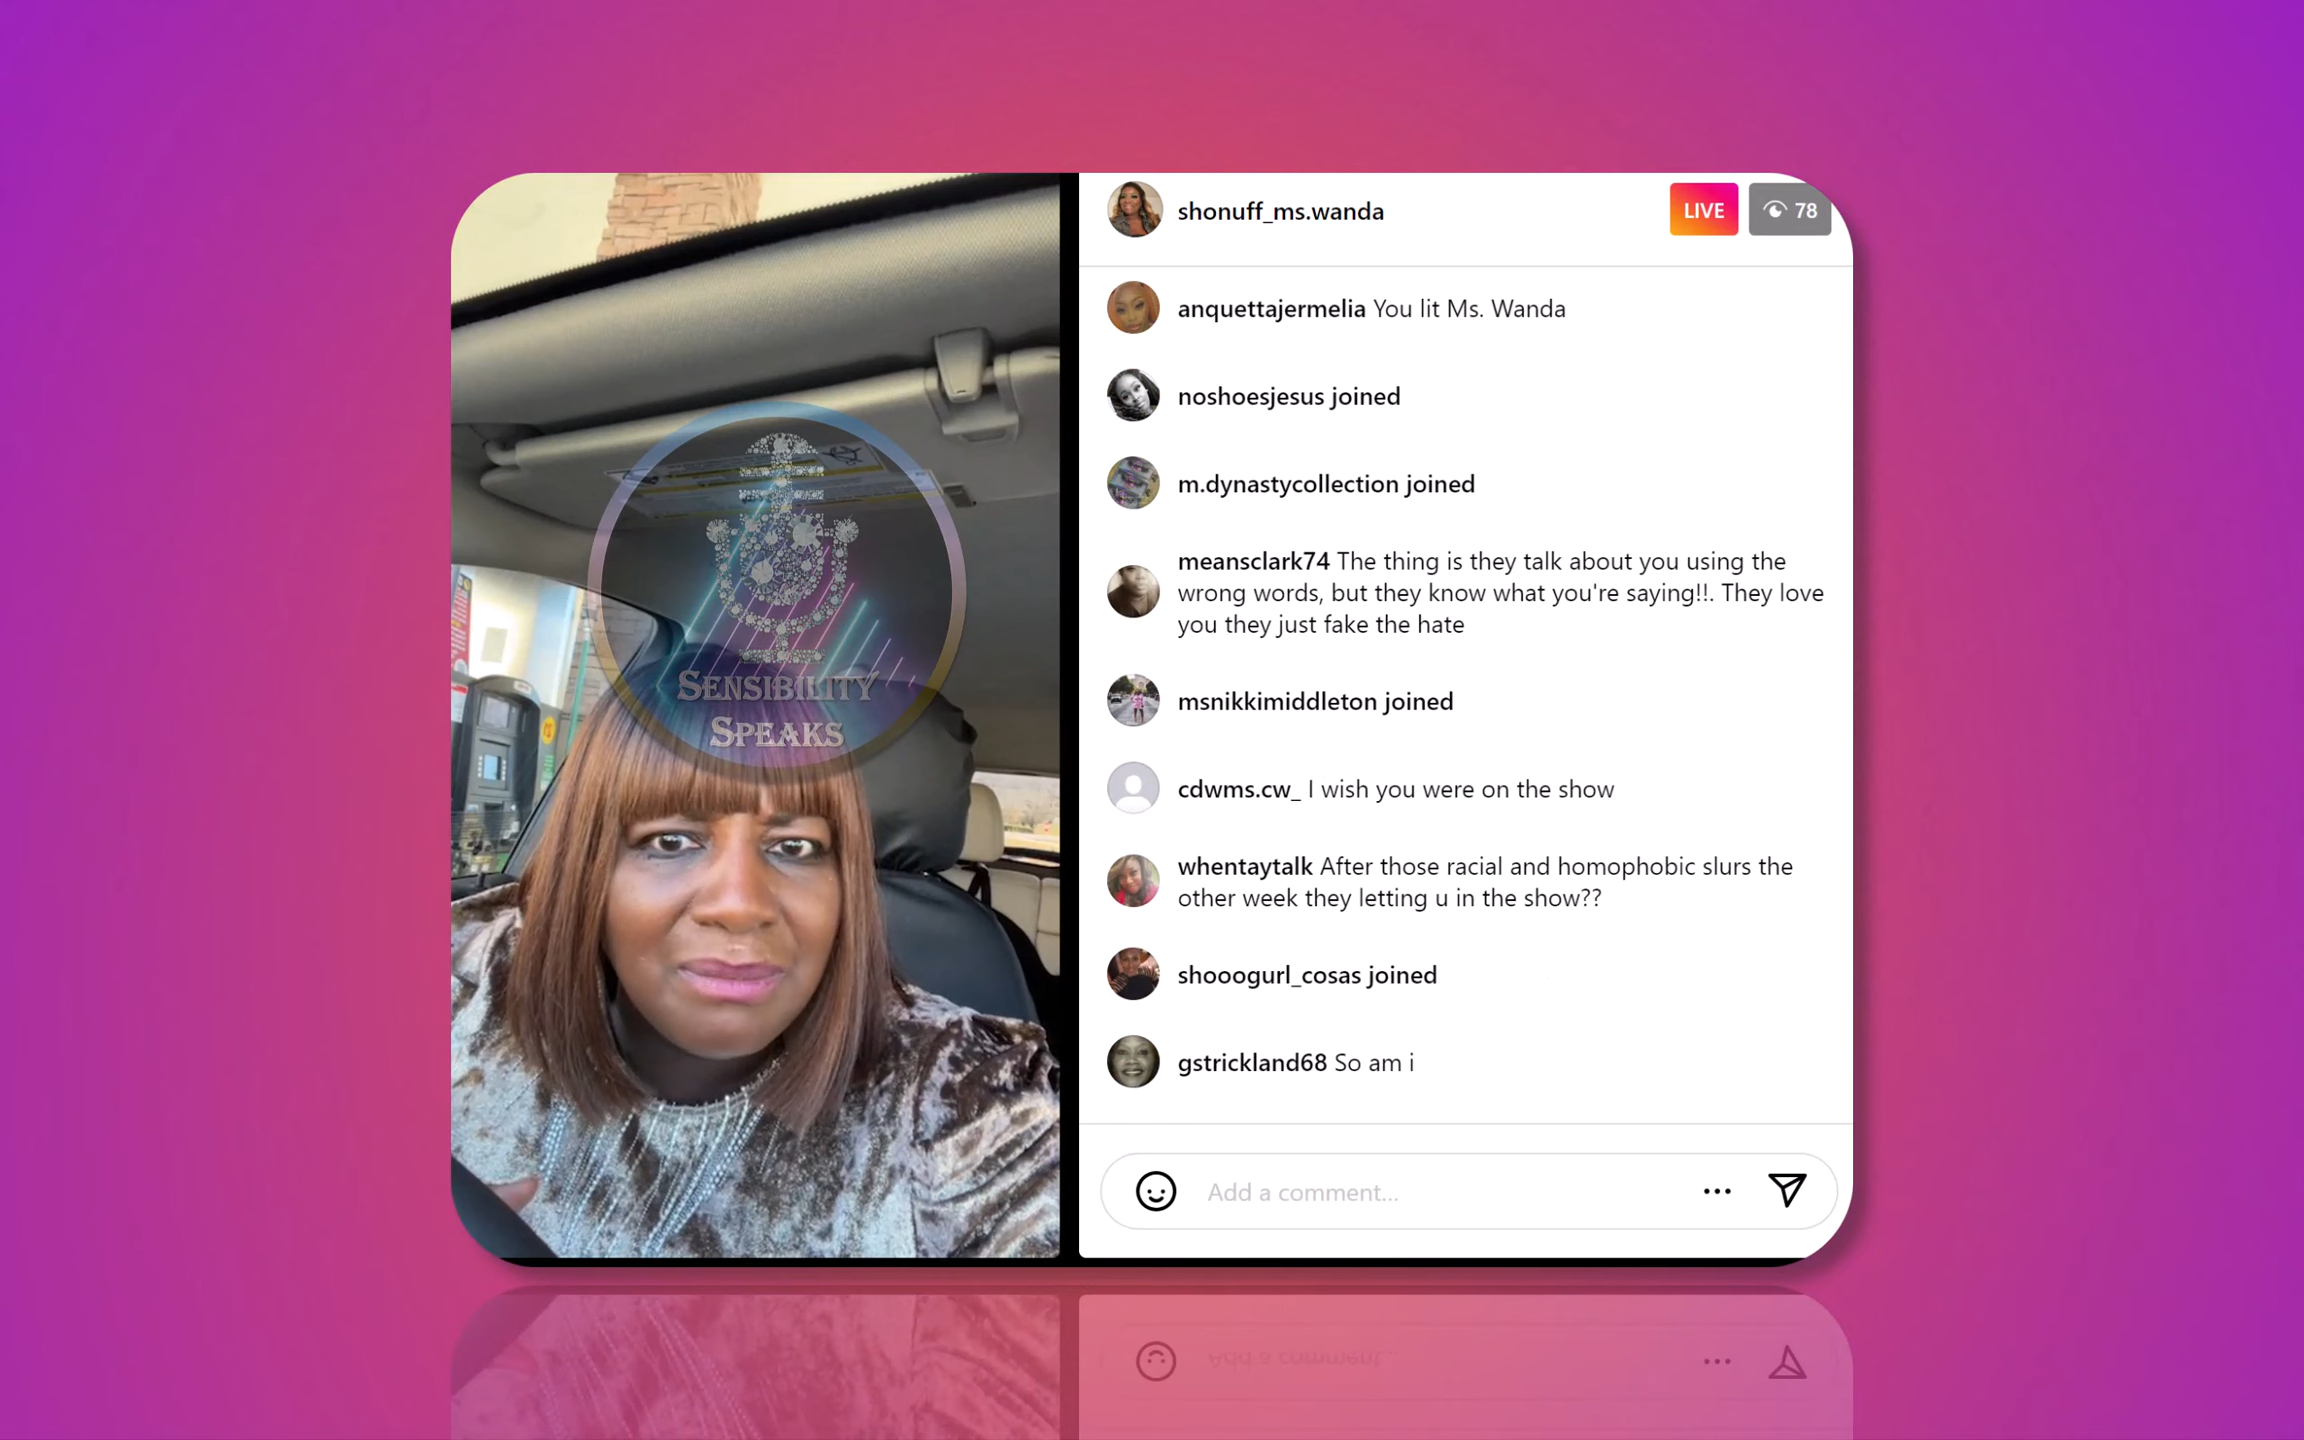 SENSIBILITY
SPEAKS
shonuff_ms.wanda
LIVE
78
anquettajermelia You lit Ms. Wanda
noshoesjesus joined
m.dynastycollection joined
meansclark74 The thing is they talk about you using the
wrong words, but they know what you're saying!!. They love
you they just fake the hate
msnikkimiddleton joined
cdwms.cw_ I wish you were on the show
whentaytalk After those racial and homophobic slurs the
other week they letting u in the show??
shooogurl_cosas joined
gstrickland68 So am i
Add a comment...
Add a comment...